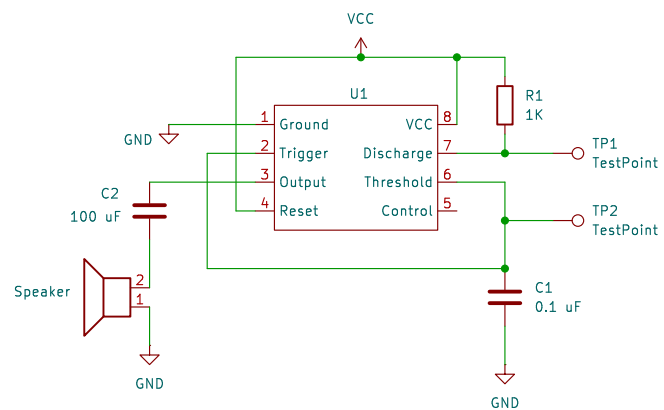 VCC
U1
R1
1K
GND
1
Ground
VCC
8
2
Trigger
Discharge
7
TP1
TestPoint
3
Output
Threshold
6
4
Reset
Control
5
C2
100 uF
TP2
TestPoint
Speaker
2
1
C1
0.1 uF
GND
GND